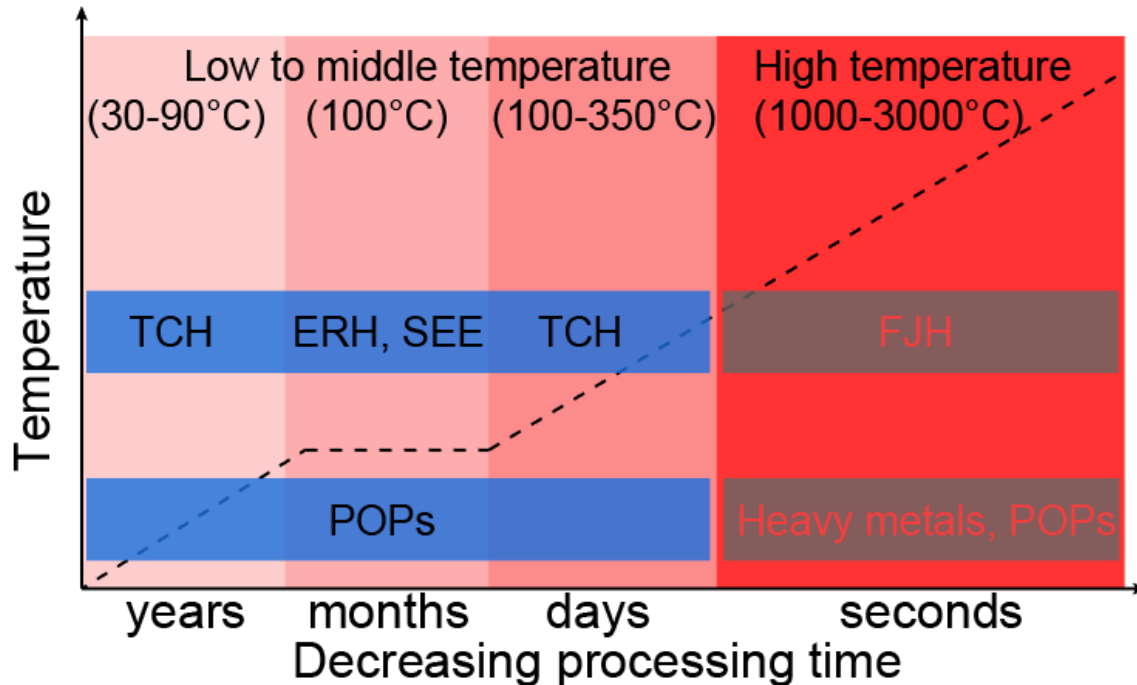 Low to middle temperature
High temperature
(30-90°C)
(100°C)
(100-350°C)
(1000-3000°C)
Temperature
TCH
ERH, SEE
TCH
FJH
POPs
Heavy metals, POPs
years
months
days
seconds
Decreasing processing time